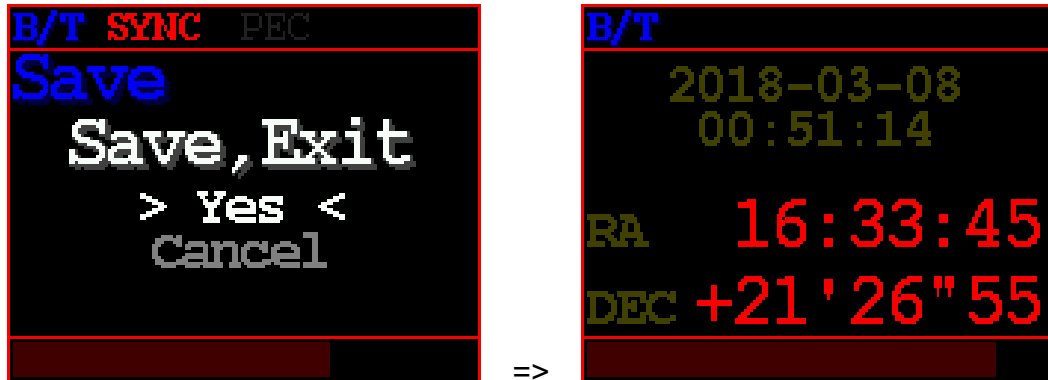 B/T SYNC PEC
Save
Save,Exit
> Yes <
Cancel
=>
B/T
2018-03-08
00:51:14
RA 16:33:45
DEC +21'26"55